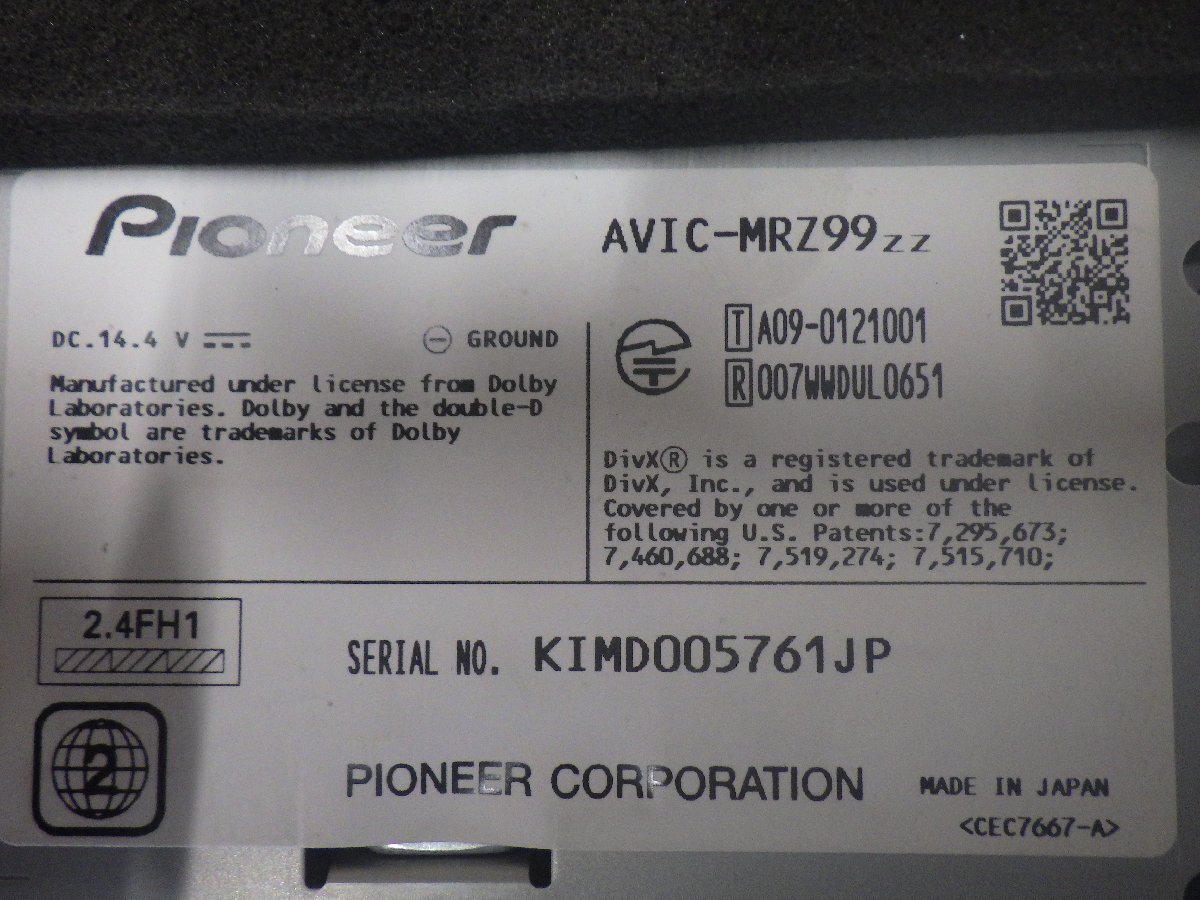 Pioneer
AVIC-MRZ99zz
DC.14.4 V
GROUND
Manufactured under license from Dolby
Laboratories. Dolby and the double-D
symbol are trademarks of Dolby
Laboratories.
T A09-0121001
R 007WWDUL0651
DivX® is a registered trademark of
DivX, Inc., and is used under license.
Covered by one or more of the
following U.S. Patents:7,295,673;
7,460,688; 7,519,274; 7,515,710;
2.4FH1
SERIAL NO. KIMD005761JP
2
PIONEER CORPORATION
MADE IN JAPAN
<CEC7667-A>